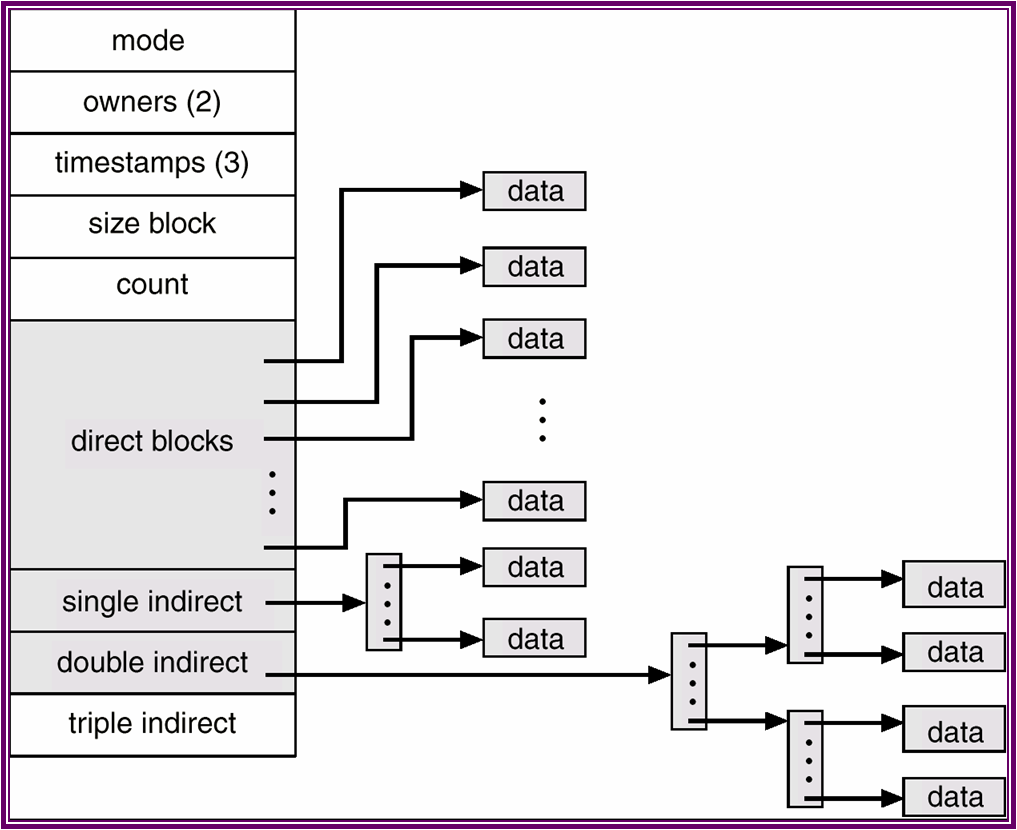 mode
owners (2)
timestamps (3)
size block
count
direct blocks
single indirect
double indirect
triple indirect
data
data
data
data
data
data
data
data
data
data